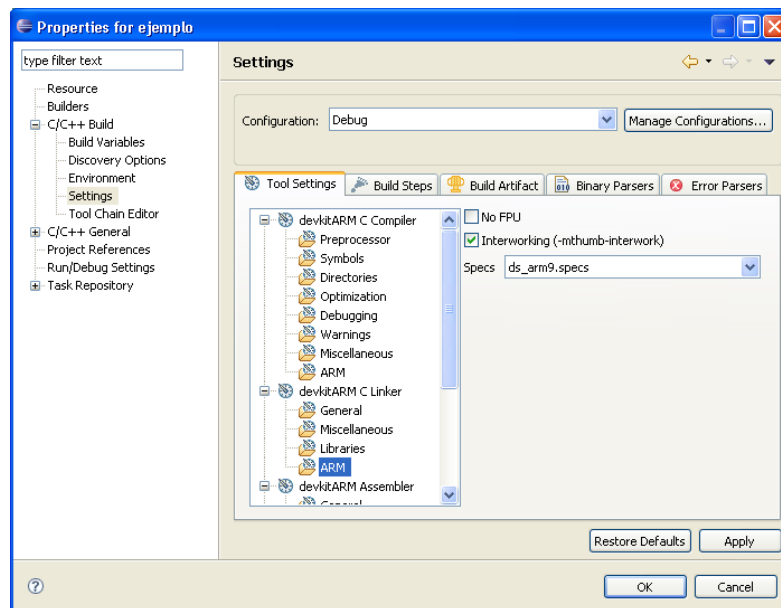 Properties for ejemplo
type filter text
Resource
Builders
C/C++ Build
Build Variables
Discovery Options
Environment
Settings
Tool Chain Editor
C/C++ General
Project References
Run/Debug Settings
Task Repository
Settings
Configuration: Debug Manage Configurations...
Tool Settings Build Steps Build Artifact 010 Binary Parsers Error Parsers
devkitARM C Compiler
Preprocessor
Symbols
Directories
Optimization
Debugging
Warnings
Miscellaneous
ARM
devkitARM C Linker
General
Miscellaneous
Libraries
ARM
devkitARM Assembler
General
No FPU
Interworking (-mthumb-interwork)
Specs ds_arm9.specs
Restore Defaults Apply
? OK Cancel